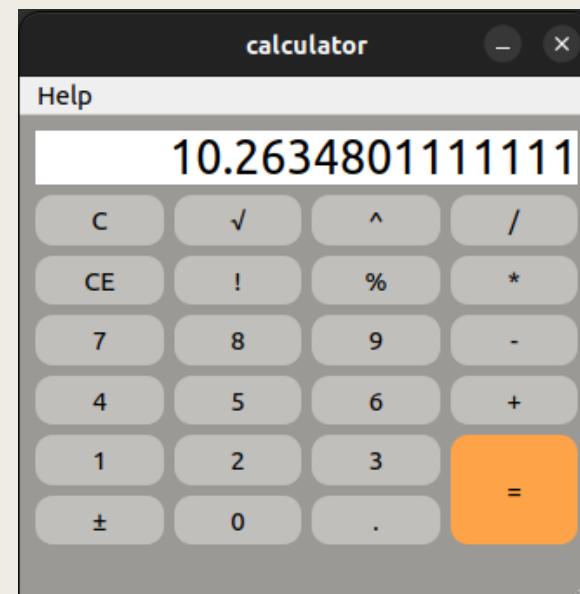 calculator
Help
10.2634801111111
C √ ^ /
CE ! % *
7 8 9 -
4 5 6 +
1 2 3 =
± 0 .